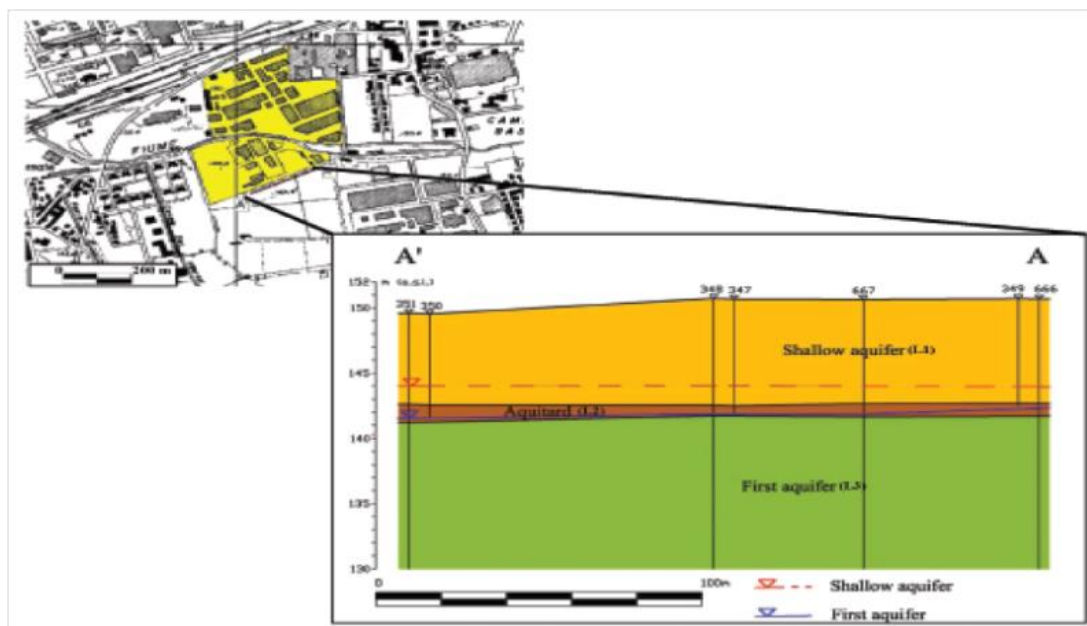 FIUME
0 200 m
A' A
152 m (a.s.l.)
351 350 348 347 667 349 666
150
Shallow aquifer (L1)
145
Aquitard (L2)
140
First aquifer (L3)
135
130
0 100m
Shallow aquifer
First aquifer